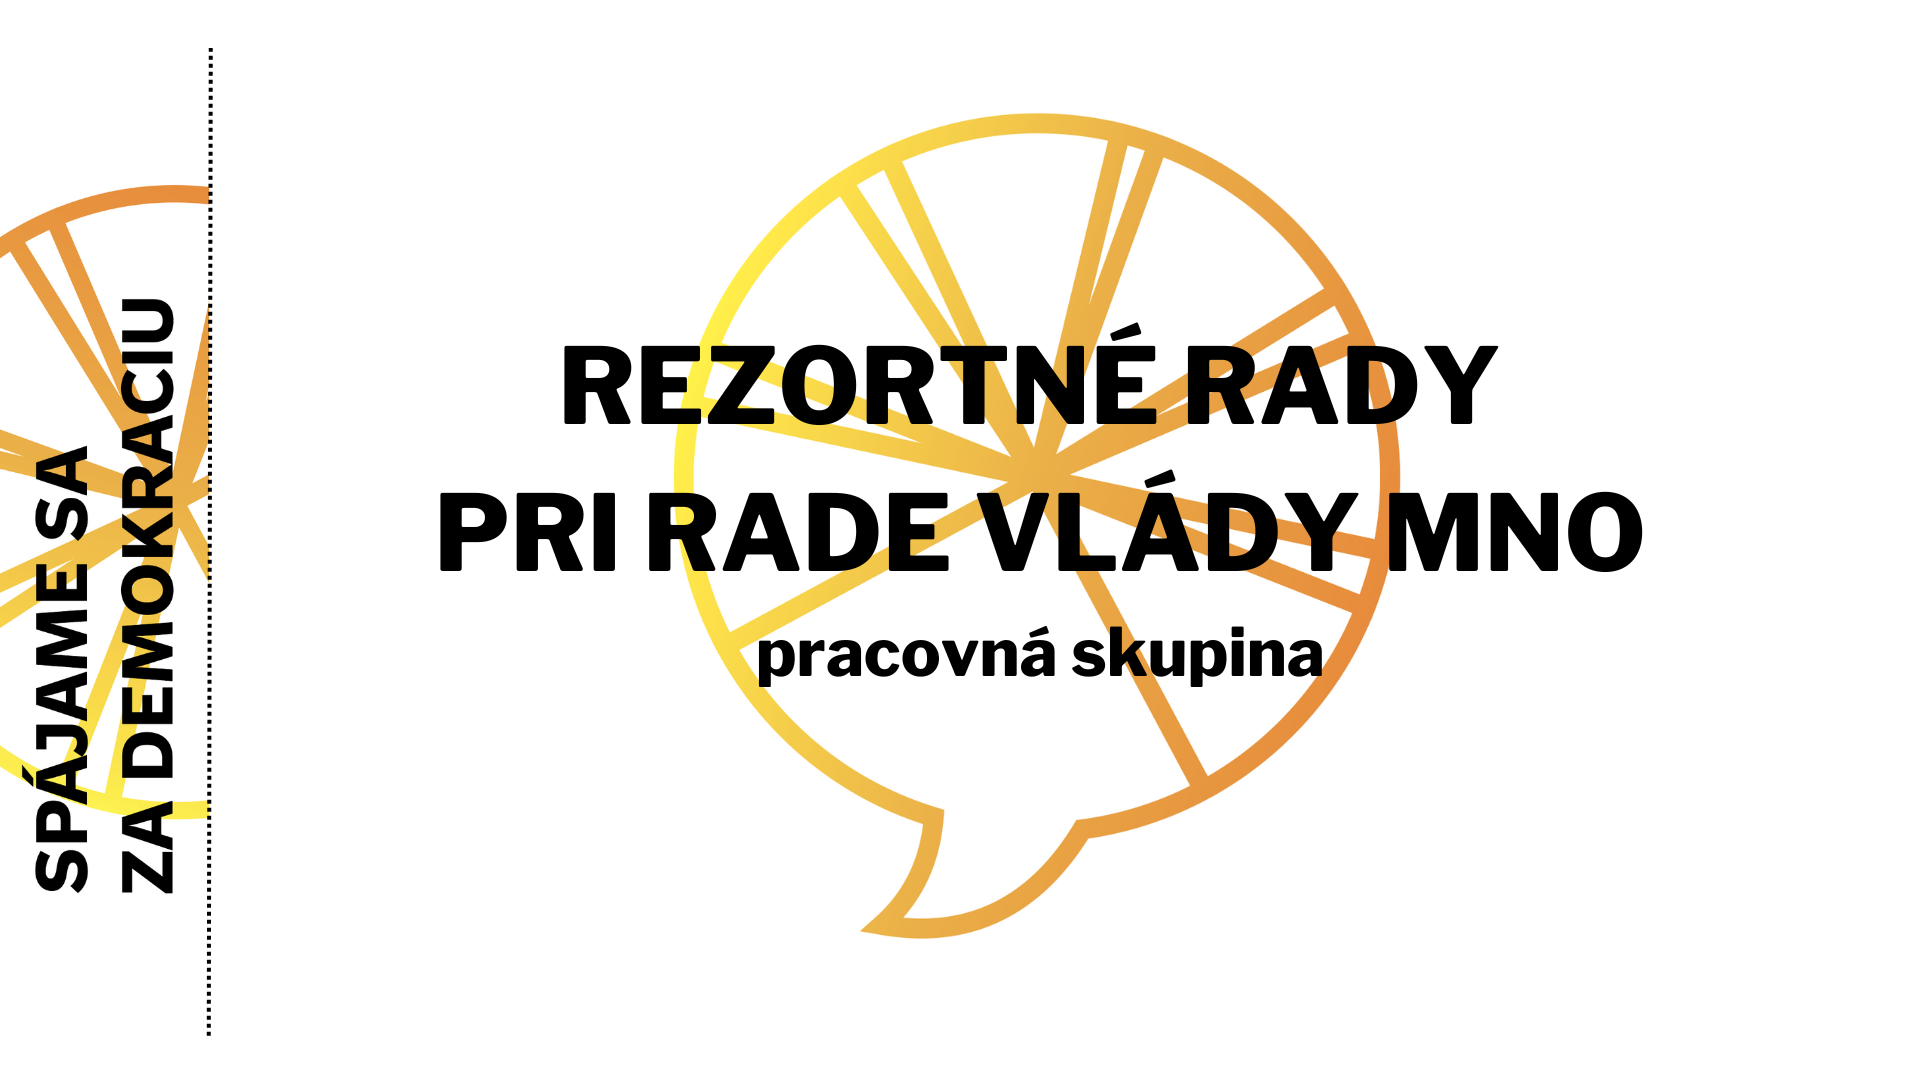 SPÁJAME SA
ZA DEMOKRACIU
REZORTNÉ RADY
PRI RADE VLÁDY MNO
pracovná skupina